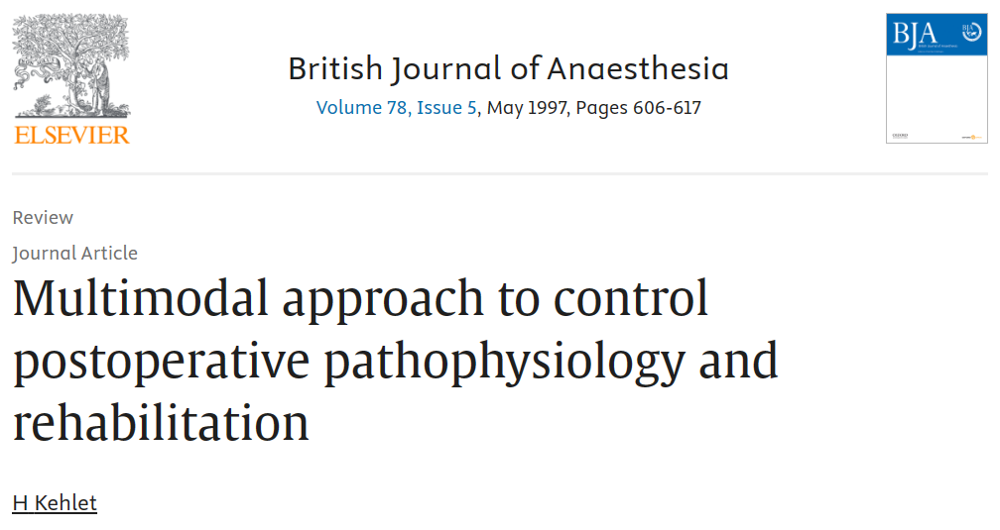 ELSEVIER
British Journal of Anaesthesia
Volume 78, Issue 5, May 1997, Pages 606-617
BJA
Review
Journal Article
Multimodal approach to control
postoperative pathophysiology and
rehabilitation
H Kehlet